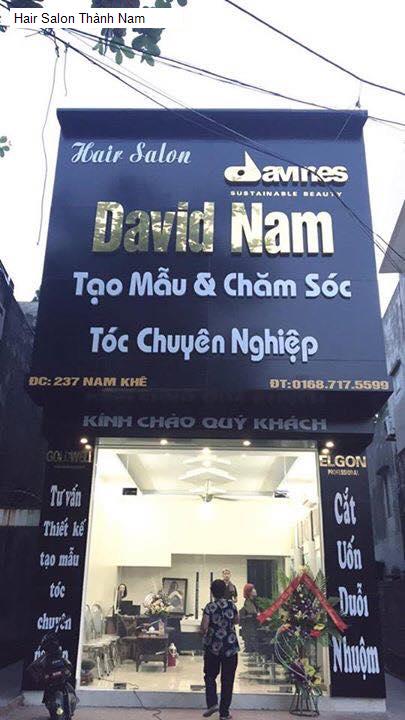 Hair Salon Thành Nam
Hair Salon
davines
SUSTAINABLE BEAUTY
David Nam
Tạo Mẫu & Chăm Sóc
Tóc Chuyên Nghiệp
ĐC: 237 NAM KHÊ
ĐT:0168.717.5599
KÍNH CHÀO QUÝ KHÁCH
GOLDWELL
ELGON
PROFESSIONAL
Tư vấn
Thiết kế
tạo mẫu
tóc
chuyên
Cắt
Uốn
Duỗi
Nhuộm